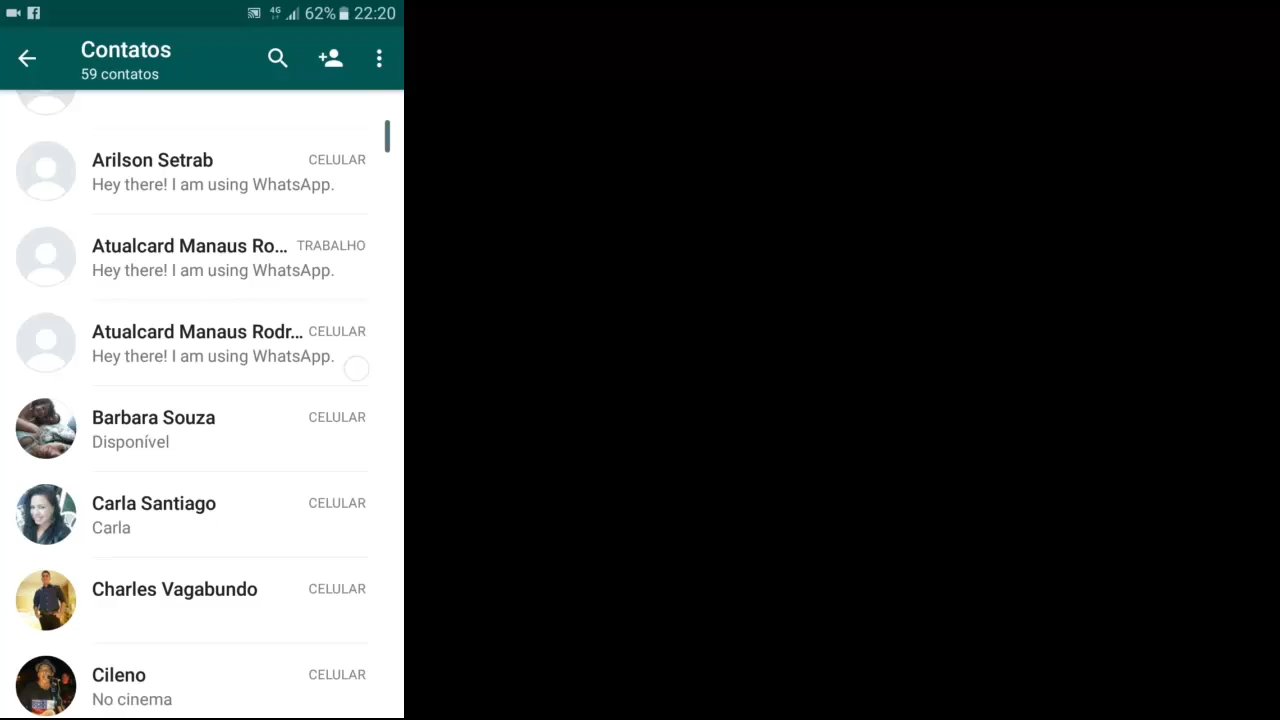 4G 62% 22:20
Contatos
59 contatos
Arilson Setrab CELULAR
Hey there! I am using WhatsApp.
Atualcard Manaus Ro... TRABALHO
Hey there! I am using WhatsApp.
Atualcard Manaus Rodr... CELULAR
Hey there! I am using WhatsApp.
Barbara Souza CELULAR
Disponível
Carla Santiago CELULAR
Carla
Charles Vagabundo CELULAR
Cileno CELULAR
No cinema